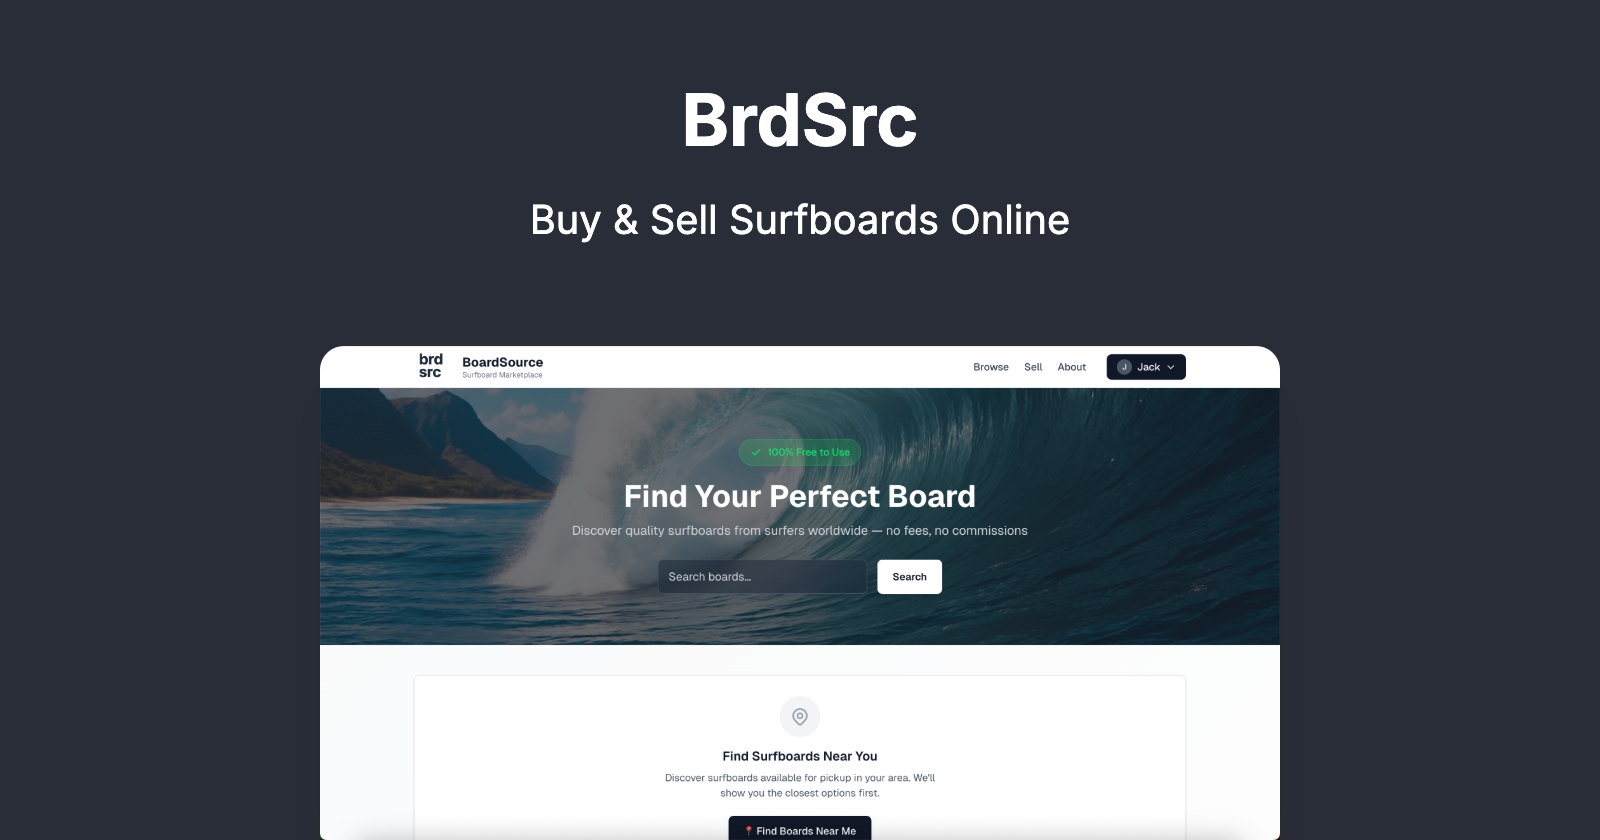 BrdSrc
Buy & Sell Surfboards Online
brd
src
BoardSource
Surfboard Marketplace
Browse
Sell
About
J
Jack
100% Free to Use
Find Your Perfect Board
Discover quality surfboards from surfers worldwide — no fees, no commissions
Search boards...
Search
Find Surfboards Near You
Discover surfboards available for pickup in your area. We'll
show you the closest options first.
📍 Find Boards Near Me